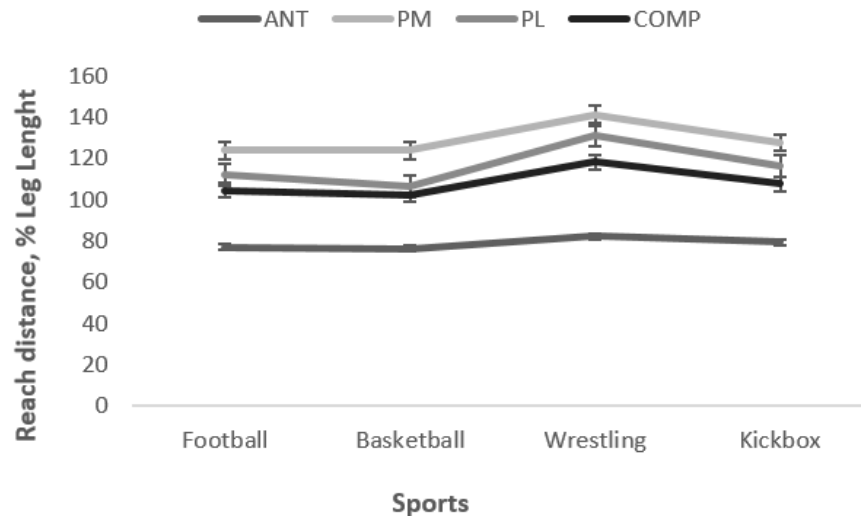 ANT PM PL COMP
160
140
120
100
80
60
40
20
0
Reach distance, % Leg Lenght
Football Basketball Wrestling Kickbox
Sports